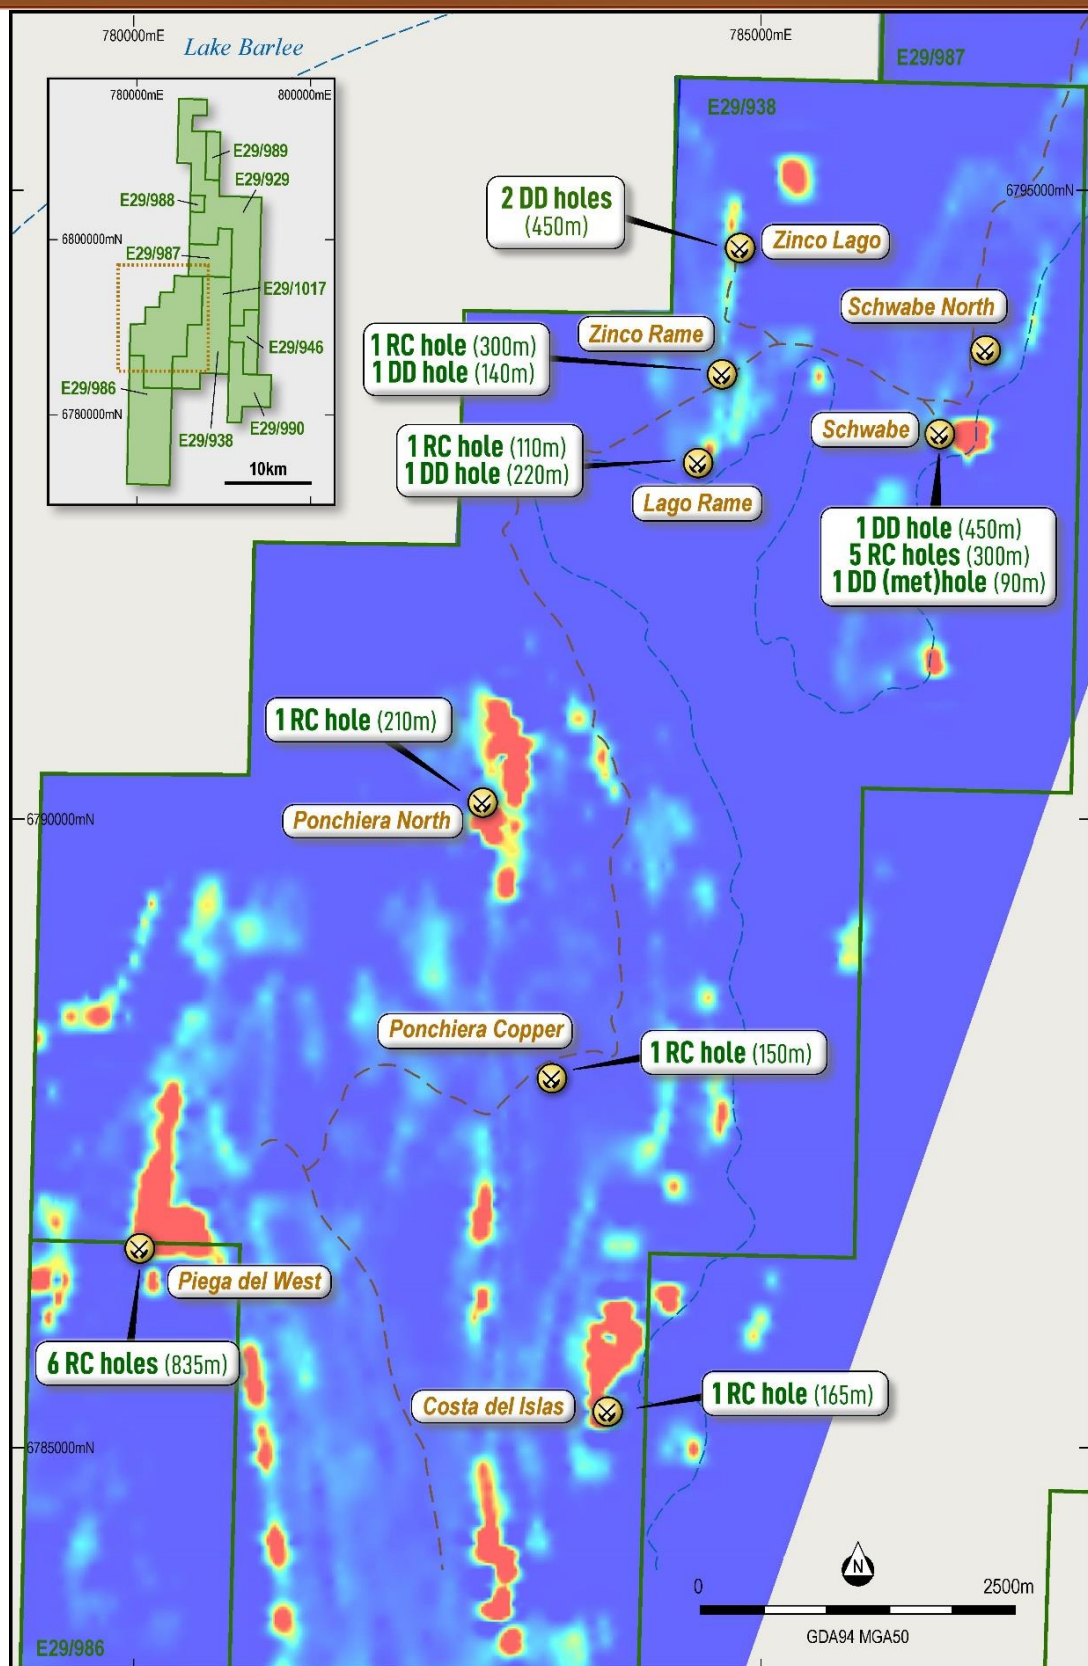 780000mE
785000mE
Lake Barlee
E29/987
E29/938
780000mE
800000mE
E29/989
E29/929
E29/988
6800000mN
E29/987
E29/1017
E29/946
E29/986
6780000mN
E29/938
E29/990
10km
6795000mN
2 DD holes
(450m)
Zinco Lago
Schwabe North
Zinco Rame
1 RC hole (300m)
1 DD hole (140m)
Schwabe
1 RC hole (110m)
1 DD hole (220m)
Lago Rame
1 DD hole (450m)
5 RC holes (300m)
1 DD (met)hole (90m)
1 RC hole (210m)
Ponchiera North
6790000mN
Ponchiera Copper
1 RC hole (150m)
Piega del West
6 RC holes (835m)
Costa del Islas
1 RC hole (165m)
6785000mN
N
0
2500m
GDA94 MGA50
E29/986